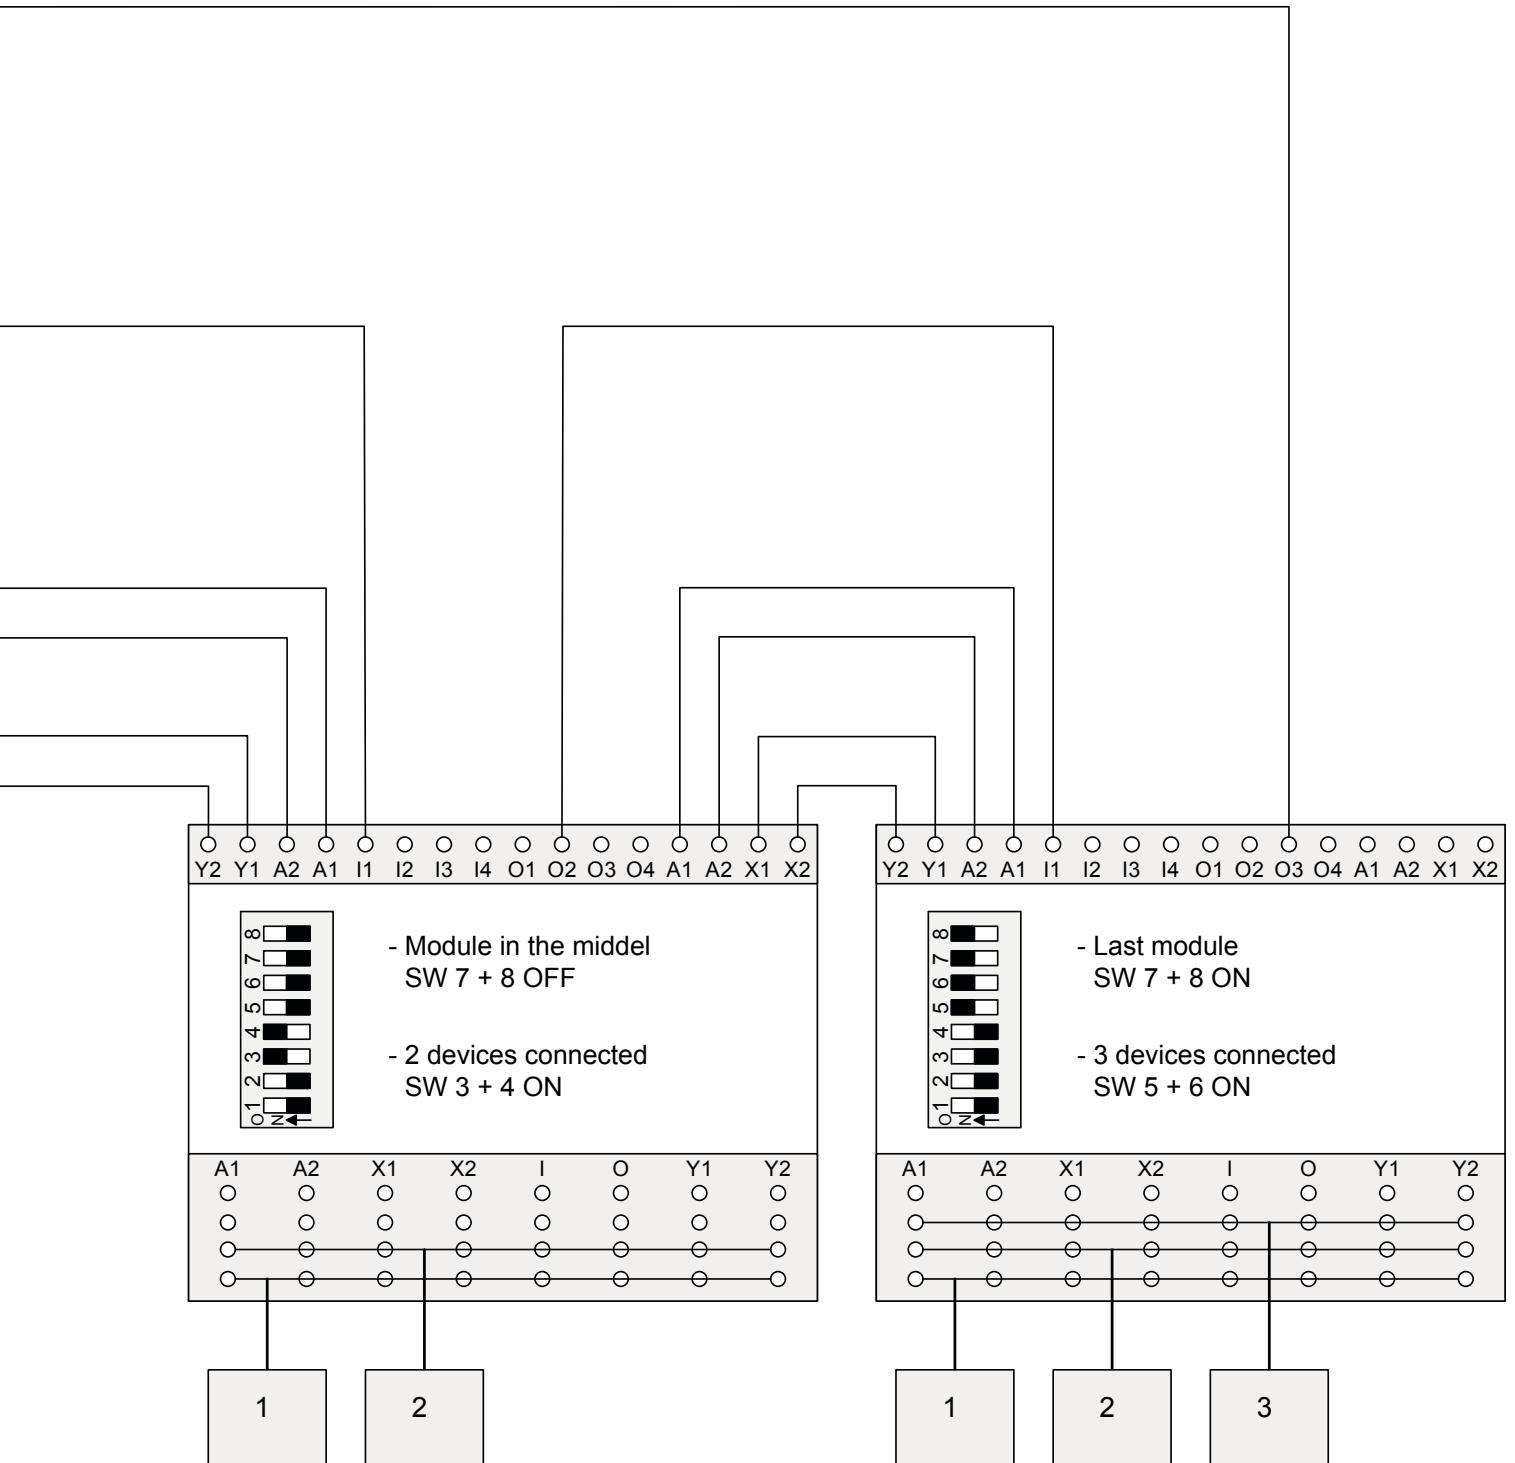 Y2 Y1 A2 A1 I1 I2 I3 I4 O1 O2 O3 O4 A1 A2 X1 X2
8
7
6
5
4
3
2
1
ON
- Module in the middel
SW 7 + 8 OFF
- 2 devices connected
SW 3 + 4 ON
A1 A2 X1 X2 I O Y1 Y2
1 2
Y2 Y1 A2 A1 I1 I2 I3 I4 O1 O2 O3 O4 A1 A2 X1 X2
8
7
6
5
4
3
2
1
ON
- Last module
SW 7 + 8 ON
- 3 devices connected
SW 5 + 6 ON
A1 A2 X1 X2 I O Y1 Y2
1 2 3